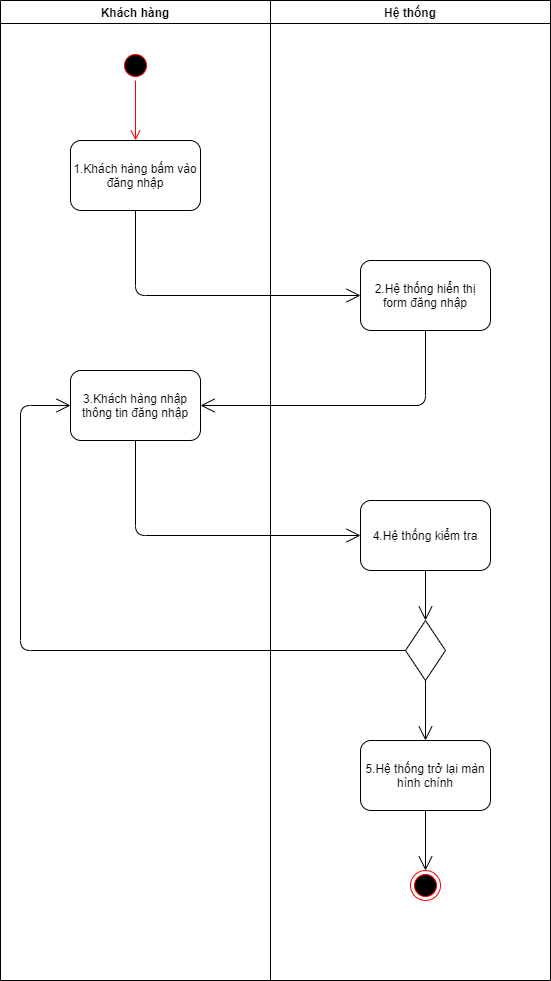 Khách hàng
Hệ thống
1.Khách hàng bấm vào
đăng nhập
2.Hệ thống hiển thị
form đăng nhập
3.Khách hàng nhập
thông tin đăng nhập
4.Hệ thống kiểm tra
5.Hệ thống trở lại màn
hình chính